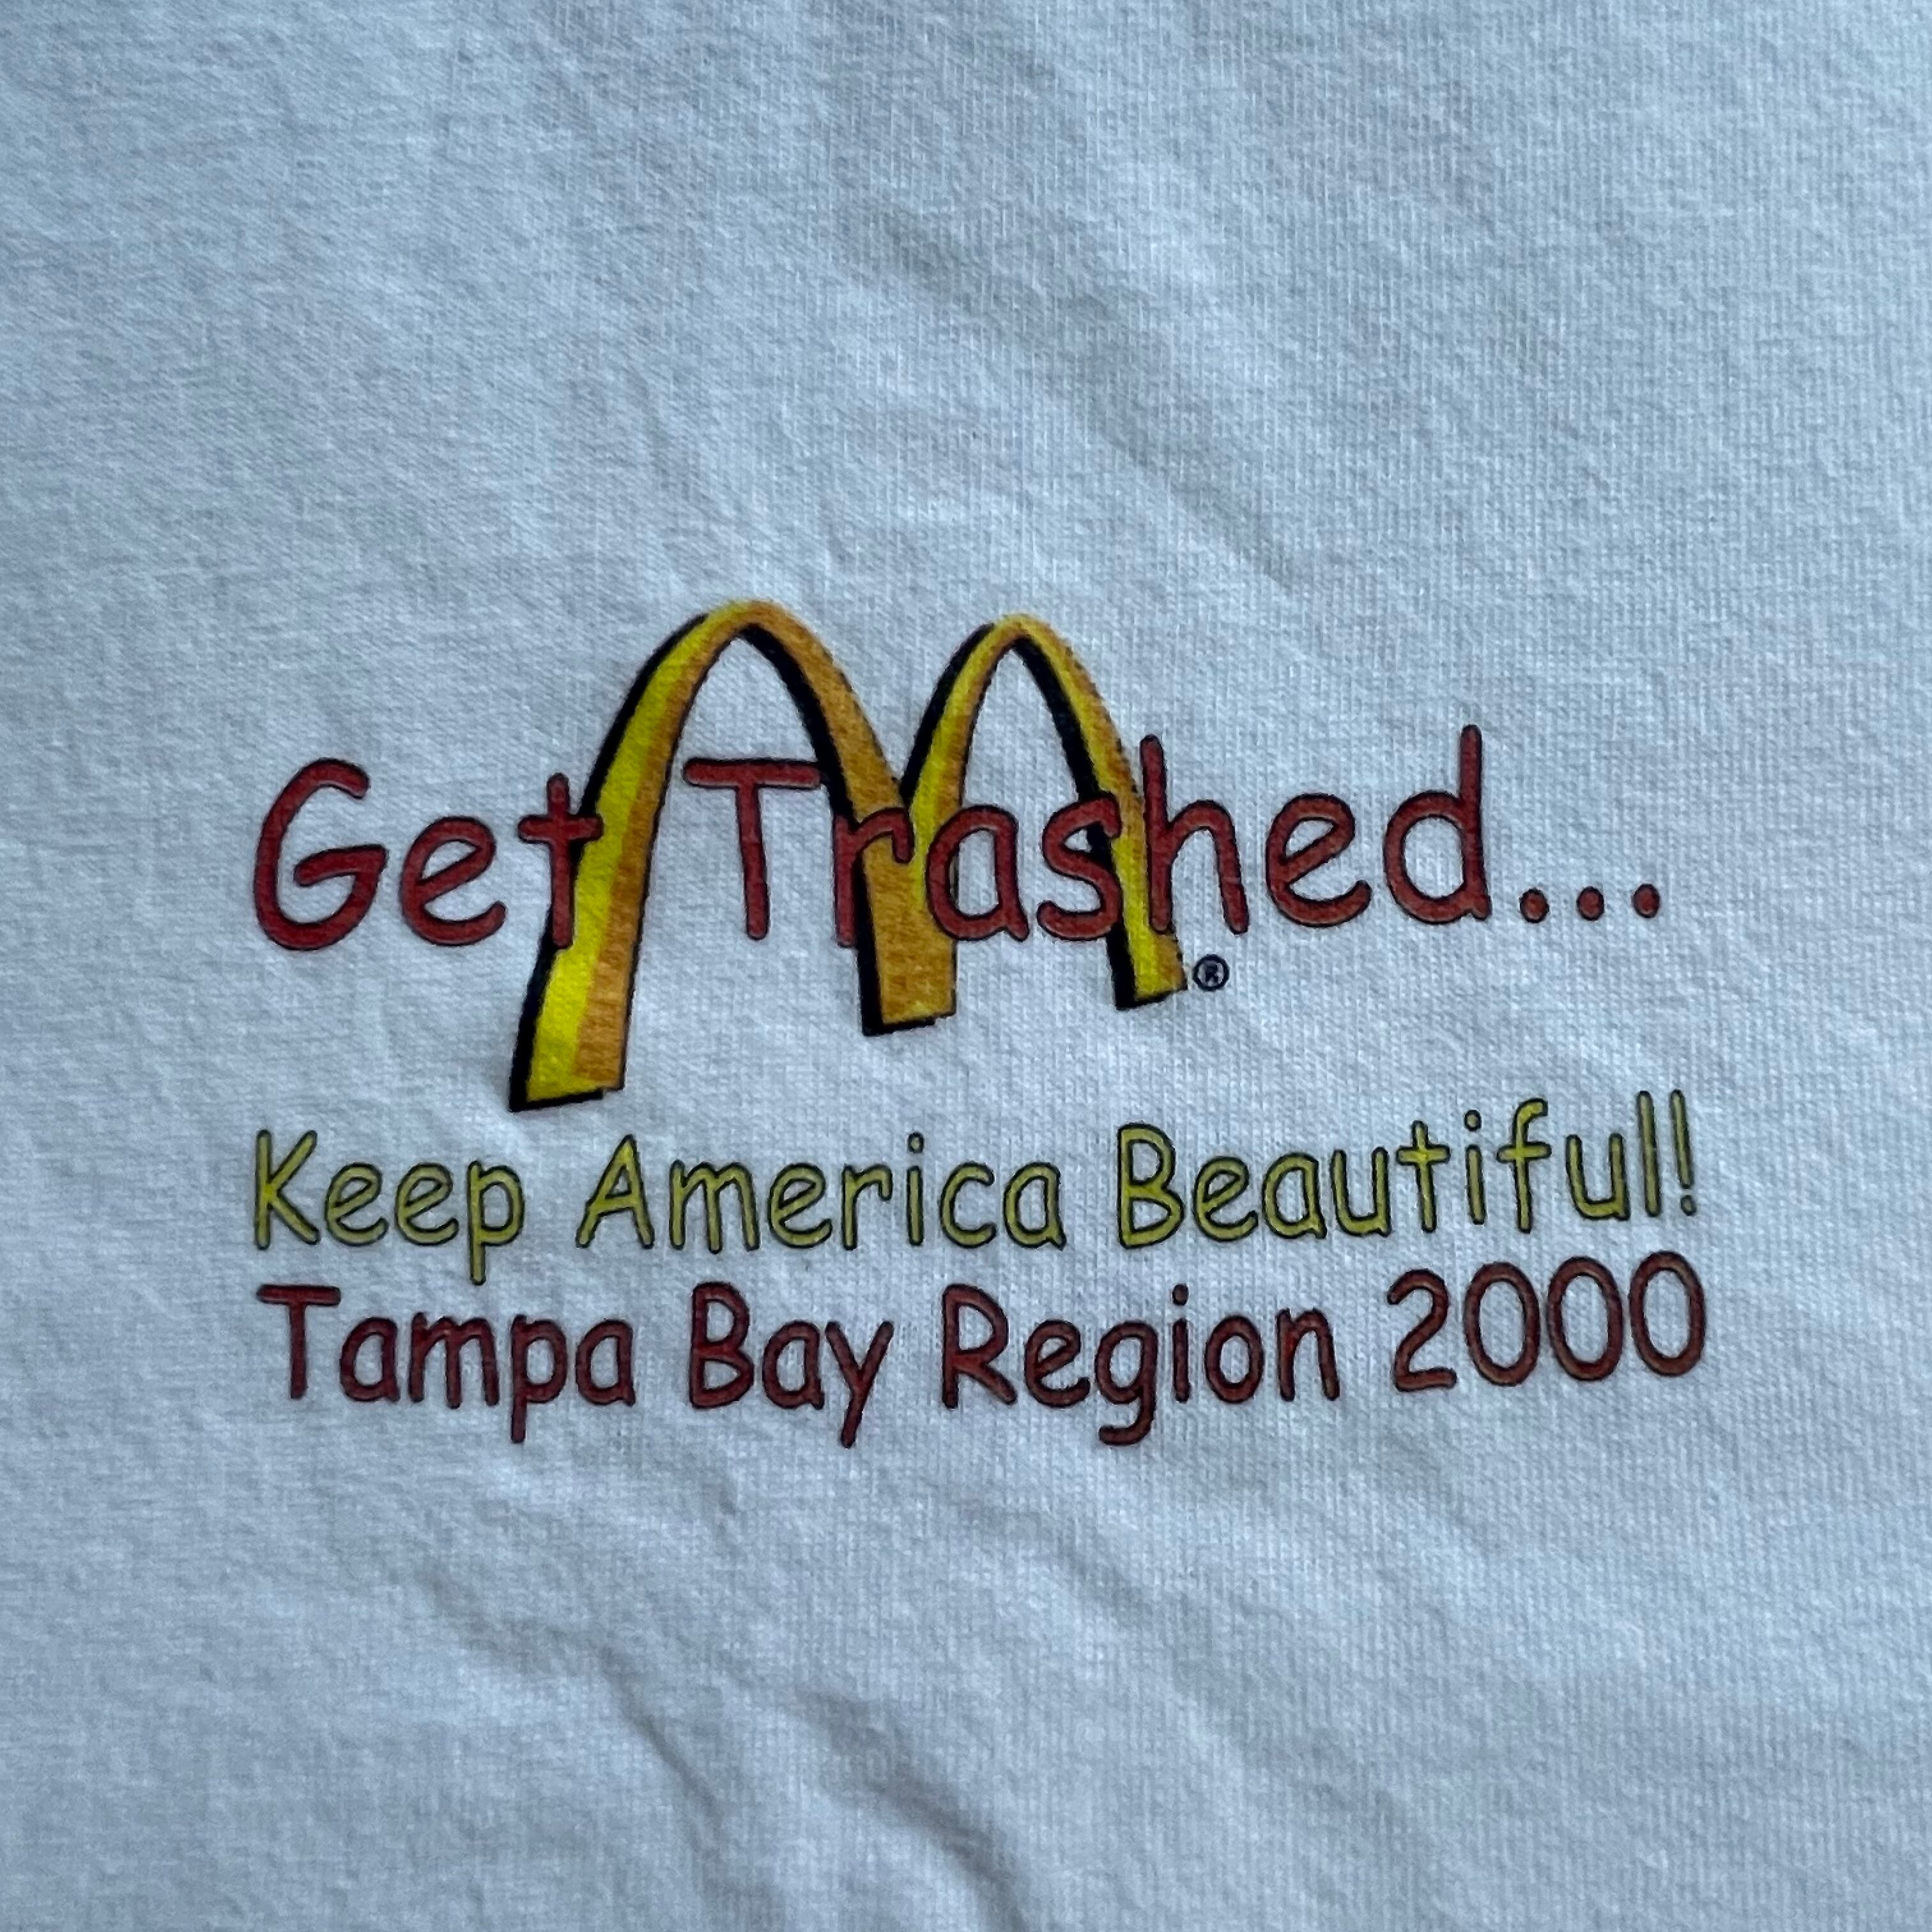 Get Trashed...
®
Keep America Beautiful!
Tampa Bay Region 2000